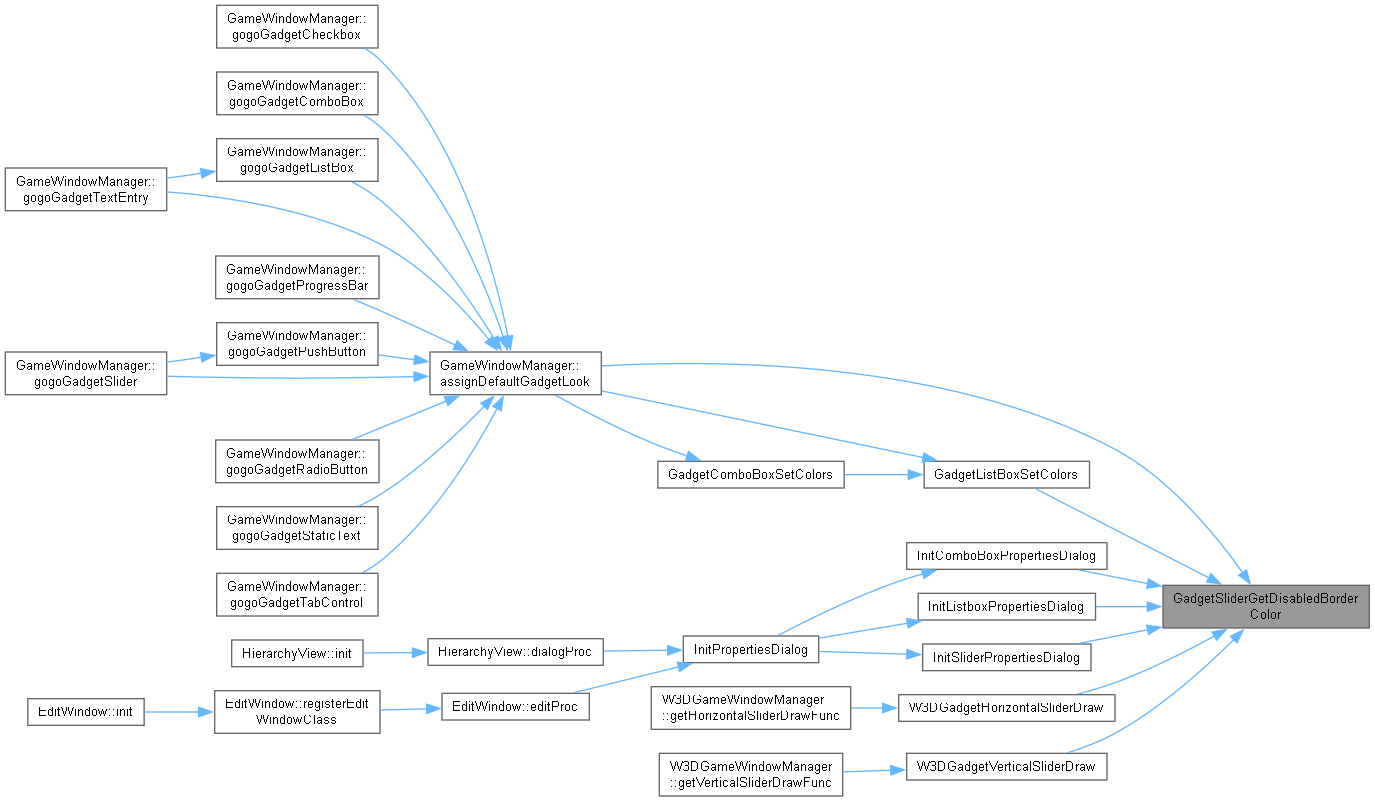 GameWindowManager::
gogoGadgetCheckbox
GameWindowManager::
gogoGadgetComboBox
GameWindowManager::
gogoGadgetListBox
GameWindowManager::
gogoGadgetTextEntry
GameWindowManager::
gogoGadgetProgressBar
GameWindowManager::
gogoGadgetPushButton
GameWindowManager::
gogoGadgetSlider
GameWindowManager::
assignDefaultGadgetLook
GameWindowManager::
gogoGadgetRadioButton
GadgetComboBoxSetColors
GadgetListBoxSetColors
GameWindowManager::
gogoGadgetStaticText
InitComboBoxPropertiesDialog
GameWindowManager::
gogoGadgetTabControl
InitListboxPropertiesDialog
GadgetSliderGetDisabledBorder
Color
HierarchyView::init
HierarchyView::dialogProc
InitPropertiesDialog
InitSliderPropertiesDialog
EditWindow::init
EditWindow::registerEdit
WindowClass
EditWindow::editProc
W3DGameWindowManager
::getHorizontalSliderDrawFunc
W3DGadgetHorizontalSliderDraw
W3DGameWindowManager
::getVerticalSliderDrawFunc
W3DGadgetVerticalSliderDraw